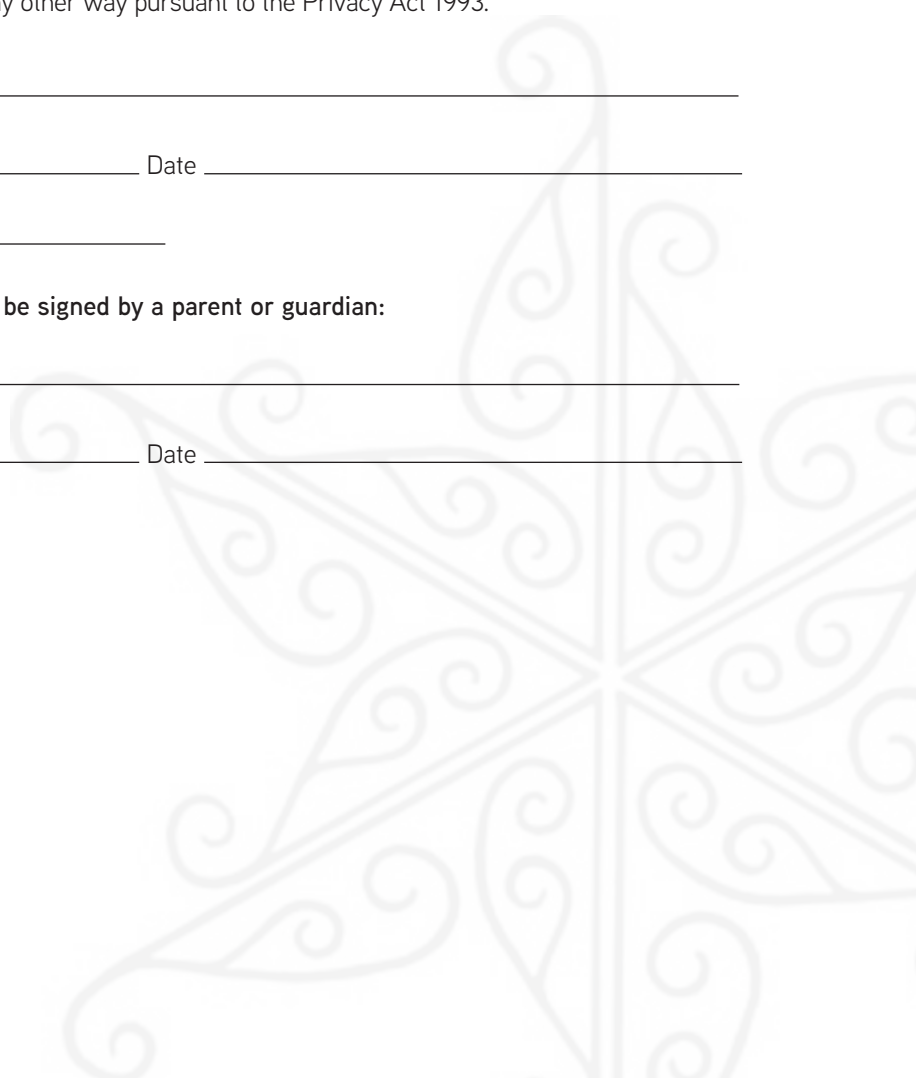 other way pursuant to the Privacy Act 1993.
Date
be signed by a parent or guardian:
Date